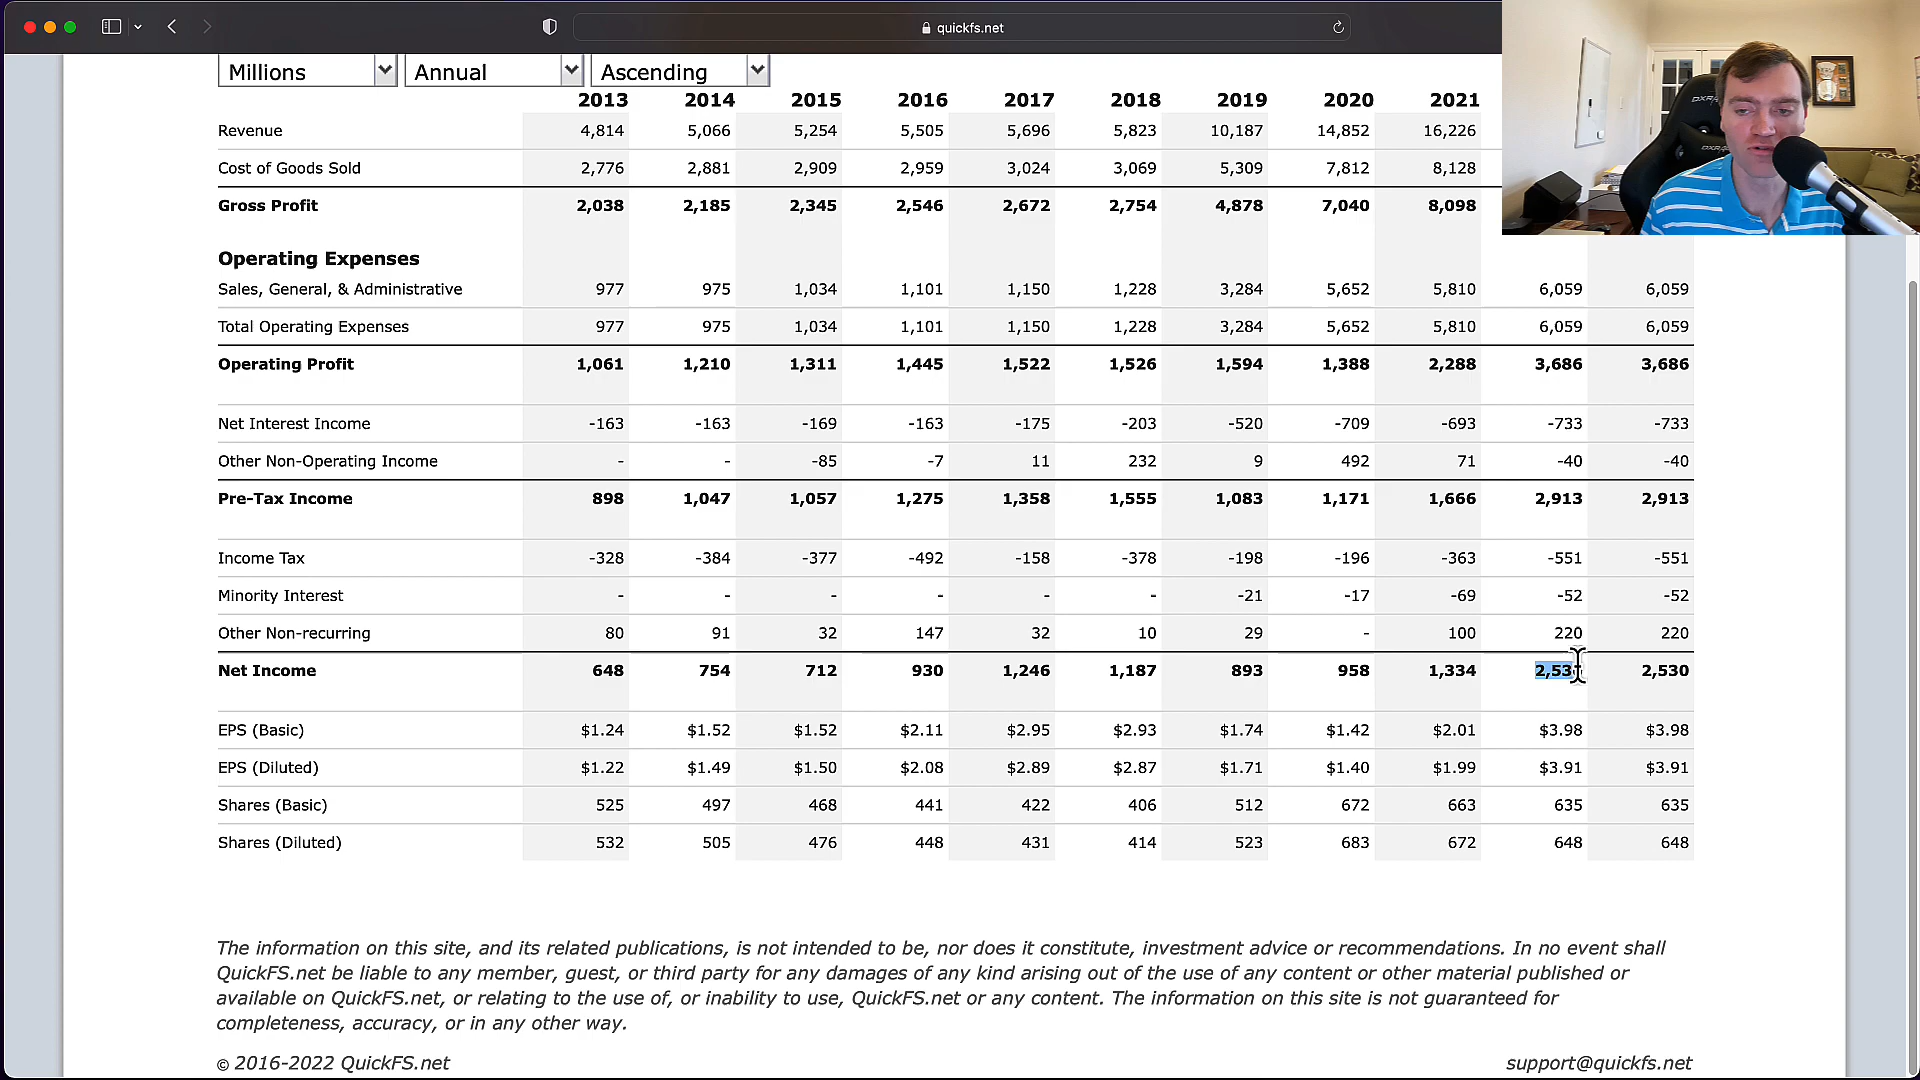 quickfs.net
Millions Annual Ascending
2013 2014 2015 2016 2017 2018 2019 2020 2021
Revenue 4,814 5,066 5,254 5,505 5,696 5,823 10,187 14,852 16,226
Cost of Goods Sold 2,776 2,881 2,909 2,959 3,024 3,069 5,309 7,812 8,128
Gross Profit 2,038 2,185 2,345 2,546 2,672 2,754 4,878 7,040 8,098
Operating Expenses
Sales, General, & Administrative 977 975 1,034 1,101 1,150 1,228 3,284 5,652 5,810 6,059 6,059
Total Operating Expenses 977 975 1,034 1,101 1,150 1,228 3,284 5,652 5,810 6,059 6,059
Operating Profit 1,061 1,210 1,311 1,445 1,522 1,526 1,594 1,388 2,288 3,686 3,686
Net Interest Income -163 -163 -169 -163 -175 -203 -520 -709 -693 -733 -733
Other Non-Operating Income - - -85 -7 11 232 9 492 71 -40 -40
Pre-Tax Income 898 1,047 1,057 1,275 1,358 1,555 1,083 1,171 1,666 2,913 2,913
Income Tax -328 -384 -377 -492 -158 -378 -198 -196 -363 -551 -551
Minority Interest - - - - - - -21 -17 -69 -52 -52
Other Non-recurring 80 91 32 147 32 10 29 - 100 220 220
Net Income 648 754 712 930 1,246 1,187 893 958 1,334 2,530 2,530
EPS (Basic) $1.24 $1.52 $1.52 $2.11 $2.95 $2.93 $1.74 $1.42 $2.01 $3.98 $3.98
EPS (Diluted) $1.22 $1.49 $1.50 $2.08 $2.89 $2.87 $1.71 $1.40 $1.99 $3.91 $3.91
Shares (Basic) 525 497 468 441 422 406 512 672 663 635 635
Shares (Diluted) 532 505 476 448 431 414 523 683 672 648 648
The information on this site, and its related publications, is not intended to be, nor does it constitute, investment advice or recommendations. In no event shall
QuickFS.net be liable to any member, guest, or third party for any damages of any kind arising out of the use of any content or other material published or
available on QuickFS.net, or relating to the use of, or inability to use, QuickFS.net or any content. The information on this site is not guaranteed for
completeness, accuracy, or in any other way.
© 2016-2022 QuickFS.net support@quickfs.net